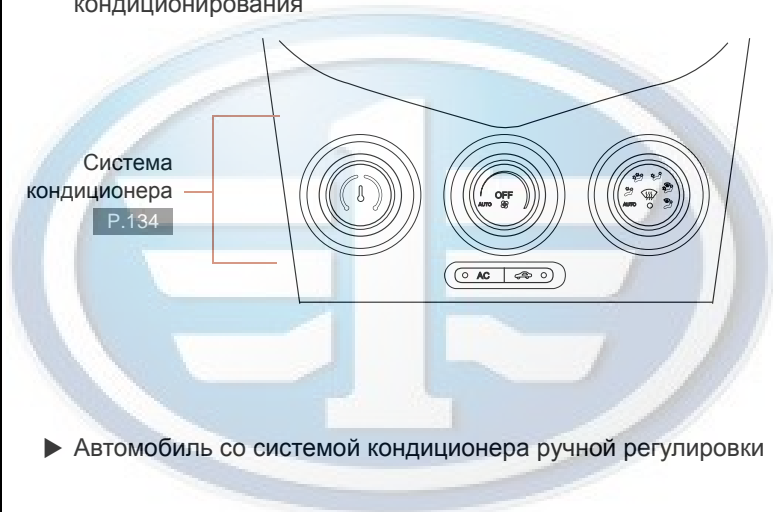 кондиционирования
Система
кондиционера
P.134
OFF
AUTO
AUTO
AC
▶ Автомобиль со системой кондиционера ручной регулировки